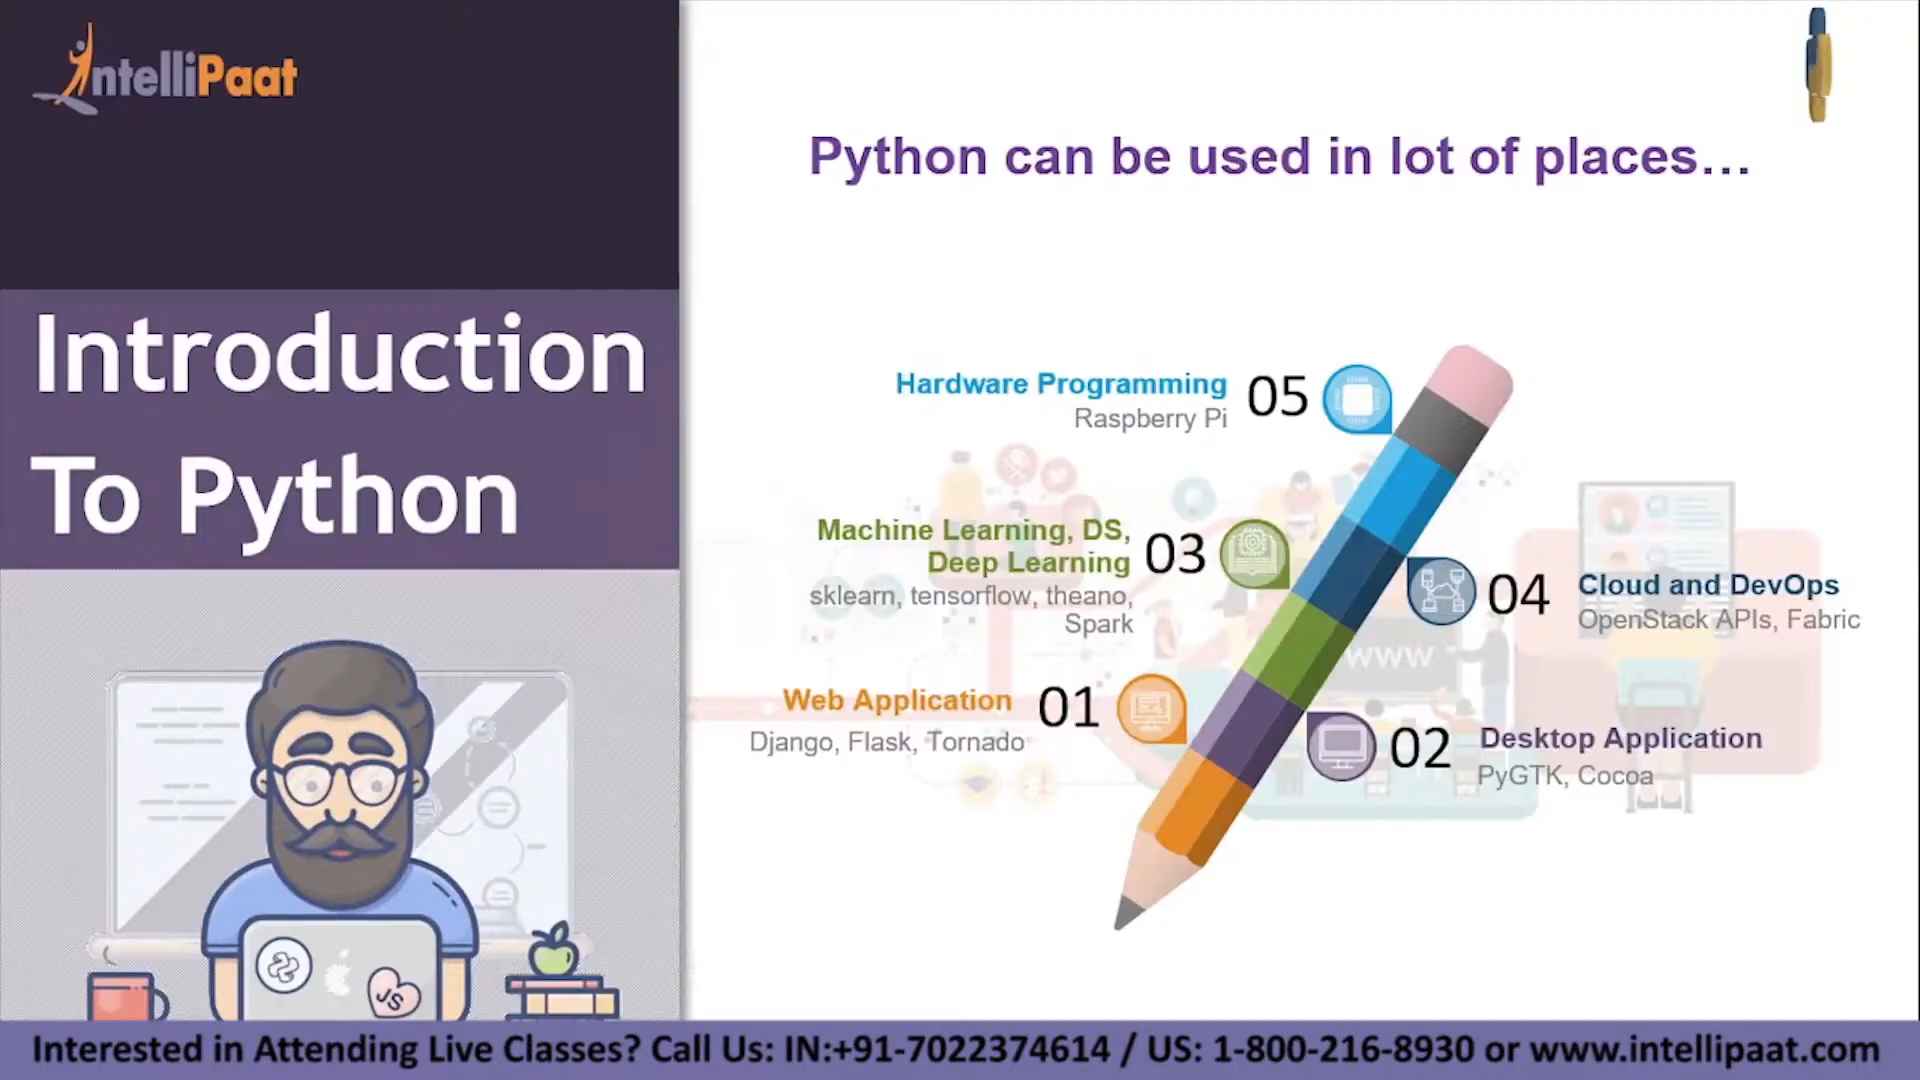 IntelliPaat
Introduction
To Python
Python can be used in lot of places...
Hardware Programming
Raspberry Pi
05
Machine Learning, DS,
Deep Learning
sklearn, tensorflow, theano,
Spark
03
04
Cloud and DevOps
OpenStack APIs, Fabric
WWW
Web Application
Django, Flask, Tornado
01
02
Desktop Application
PyGTK, Cocoa
JS
Interested in Attending Live Classes? Call Us: IN:+91-7022374614 / US: 1-800-216-8930 or www.intellipaat.com